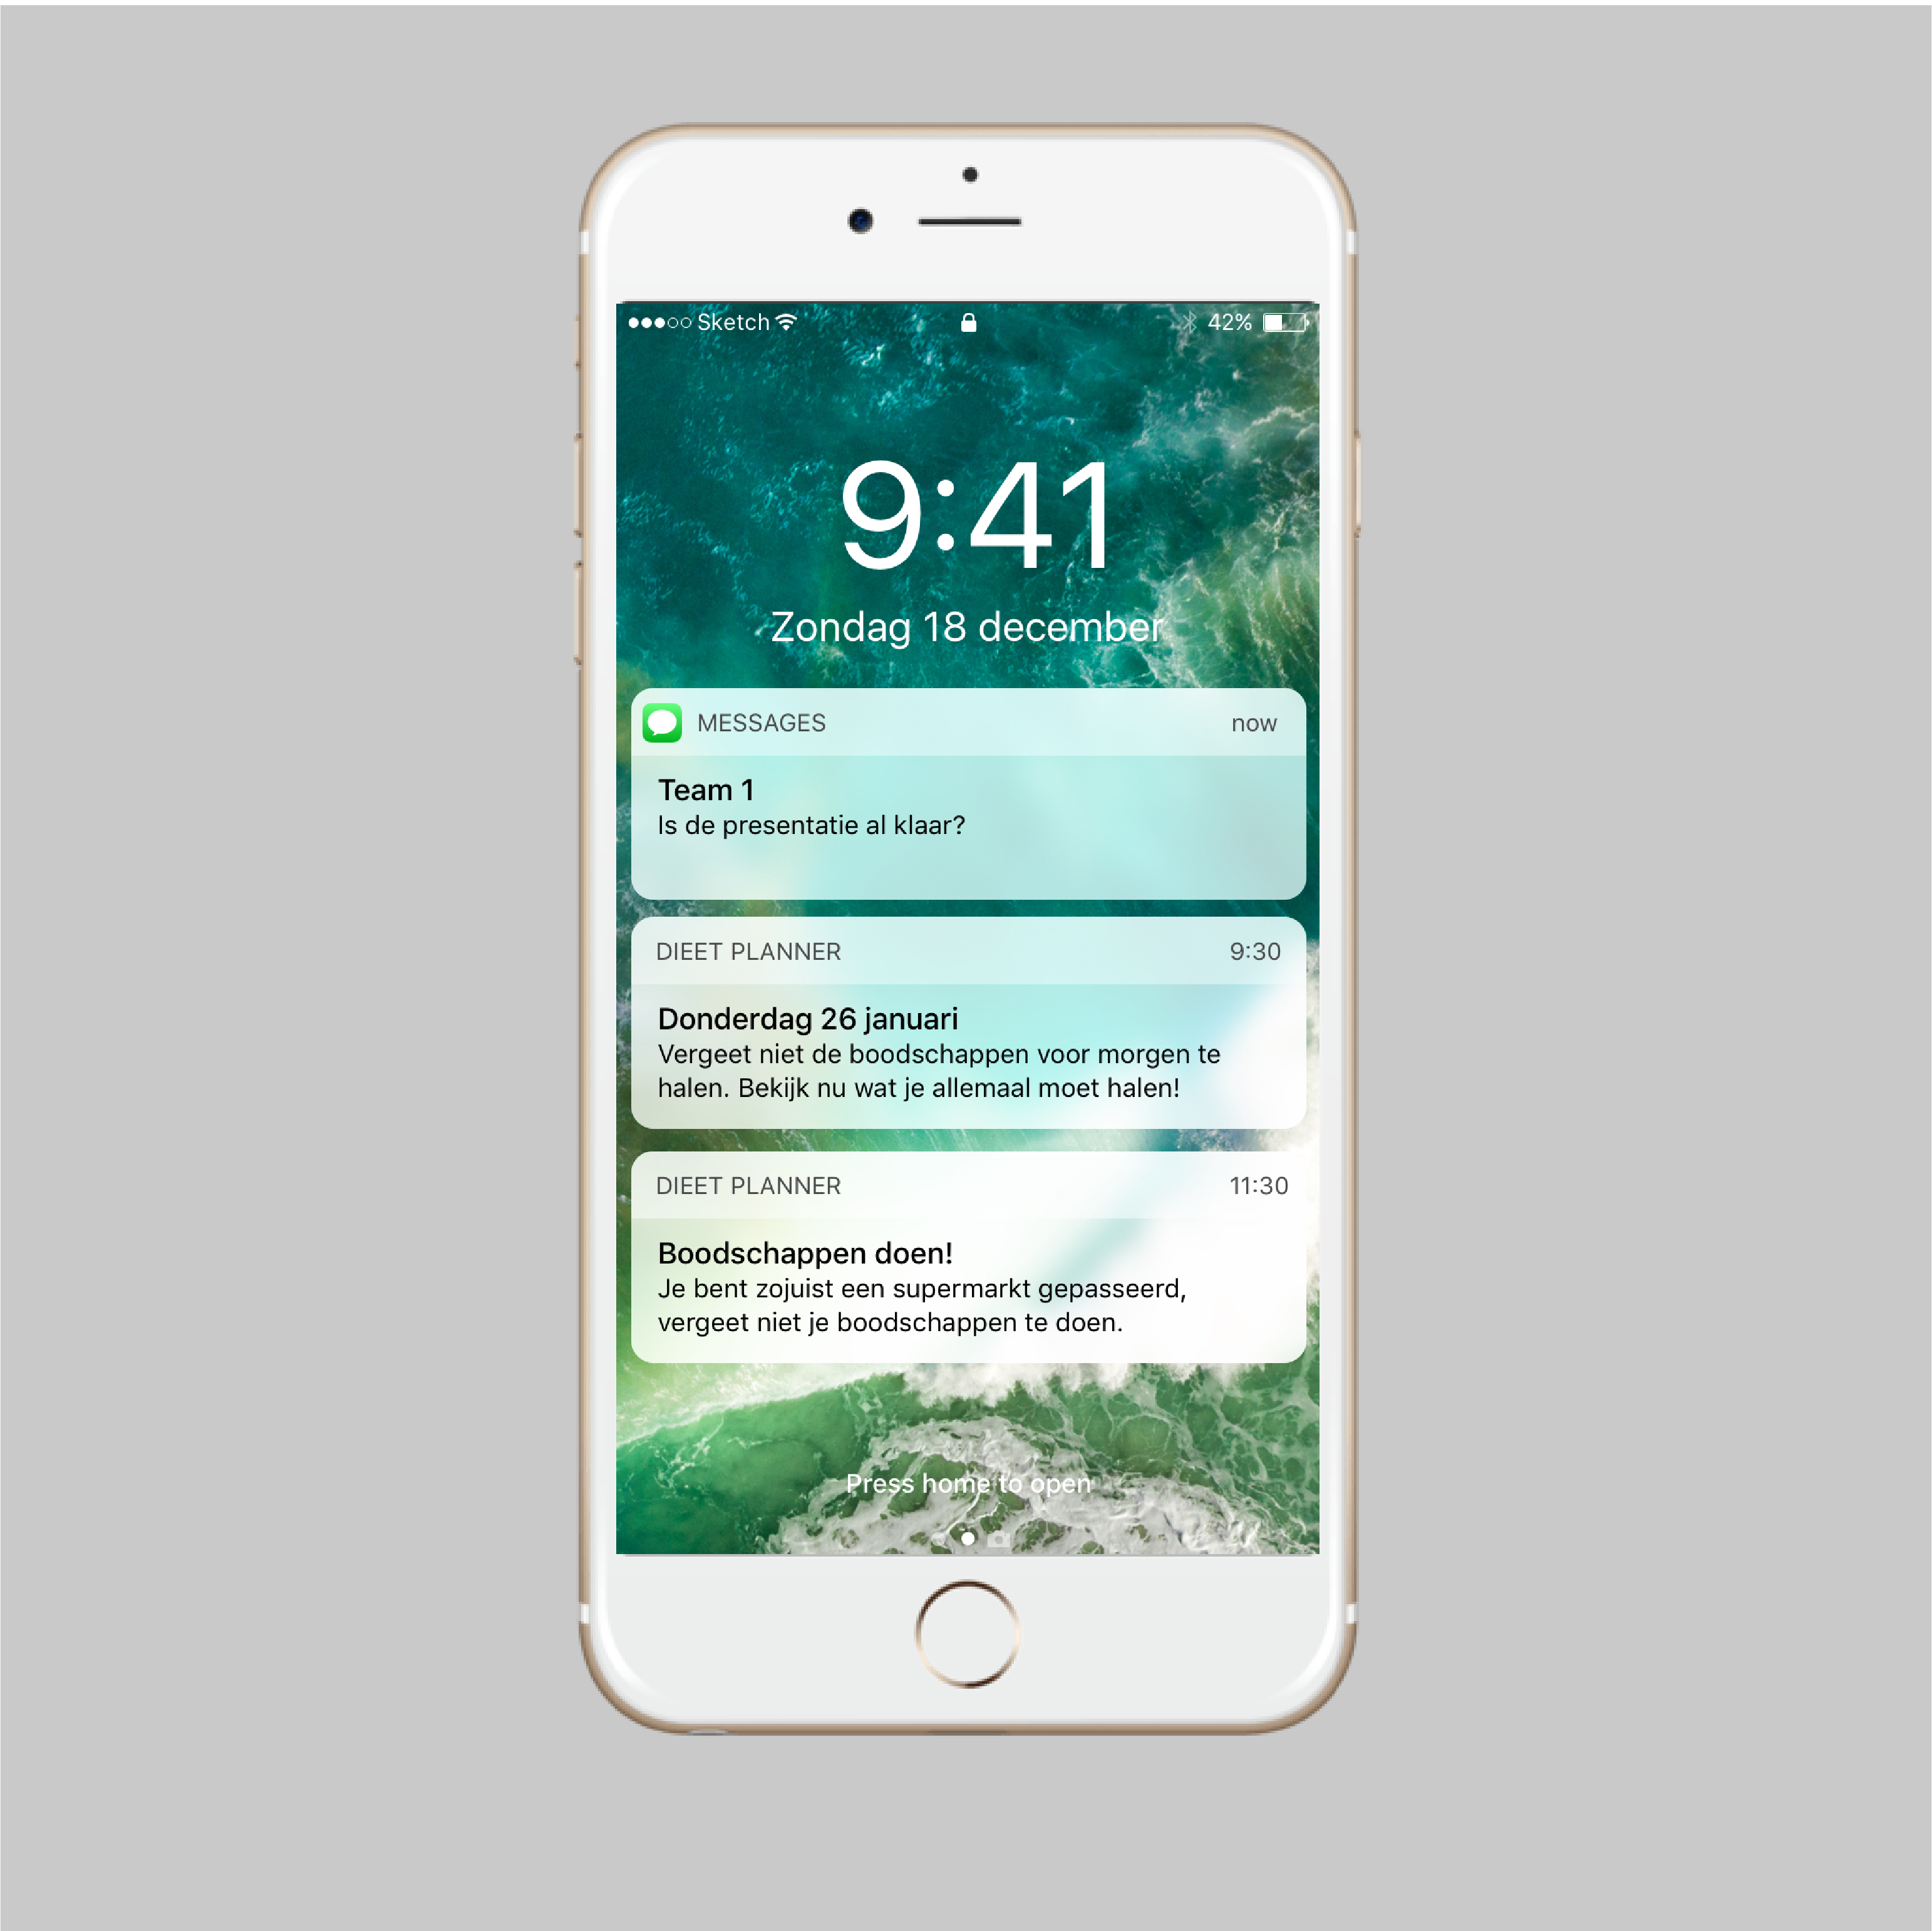 Sketch 42%
9:41
Zondag 18 december
MESSAGES now
Team 1
Is de presentatie al klaar?
DIEET PLANNER 9:30
Donderdag 26 januari
Vergeet niet de boodschappen voor morgen te
halen. Bekijk nu wat je allemaal moet halen!
DIEET PLANNER 11:30
Boodschappen doen!
Je bent zojuist een supermarkt gepasseerd,
vergeet niet je boodschappen te doen.
Press home to open